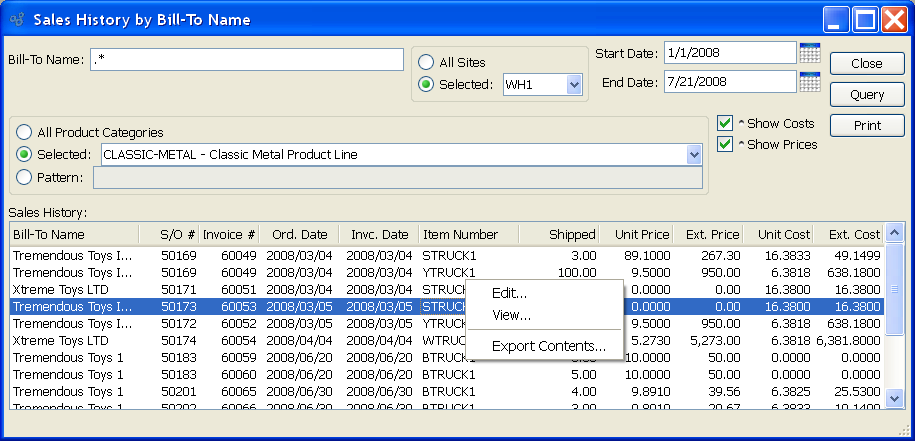 Sales History by Bill-To Name
Bill-To Name: .*
All Sites
Selected: WH1
Start Date: 1/1/2008
End Date: 7/21/2008
Close
Query
Print
All Product Categories
Selected: CLASSIC-METAL - Classic Metal Product Line
Pattern:
^ Show Costs
^ Show Prices
Sales History:
Bill-To Name S/O # Invoice # Ord. Date Invc. Date Item Number Shipped Unit Price Ext. Price Unit Cost Ext. Cost
Tremendous Toys I... 50169 60049 2008/03/04 2008/03/04 STRUCK1 3.00 89.1000 267.30 16.3833 49.1499
Tremendous Toys I... 50169 60049 2008/03/04 2008/03/04 YTRUCK1 100.00 9.5000 950.00 6.3818 638.1800
Xtreme Toys LTD 50171 60051 2008/03/04 2008/03/04 STRUCK 0.0000 0.00 16.3800 16.3800
Tremendous Toys I... 50173 60053 2008/03/05 2008/03/05 STRUC 0.0000 0.00 16.3800 16.3800
Tremendous Toys I... 50172 60052 2008/03/05 2008/03/05 YTRUC 9.5000 950.00 6.3818 638.1800
Xtreme Toys LTD 50174 60054 2008/04/04 2008/04/04 WTRUC 5.2730 5,273.00 6,381.8000
Tremendous Toys 1 50183 60059 2008/06/20 2008/06/20 BTRUCK1 10.0000 50.00 0.0000 0.0000
Tremendous Toys 1 50183 60060 2008/06/20 2008/06/20 BTRUCK1 5.00 10.0000 50.00 0.0000 0.0000
Tremendous Toys 1 50201 60065 2008/06/30 2008/06/30 BTRUCK1 4.00 9.8910 39.56 6.3825 25.5300
Tremendous Toys 1 50202 60066 2008/06/30 2008/06/30 BTRUCK1 3.00 9.8910 29.67 6.3833
Edit...
View...
Export Contents...